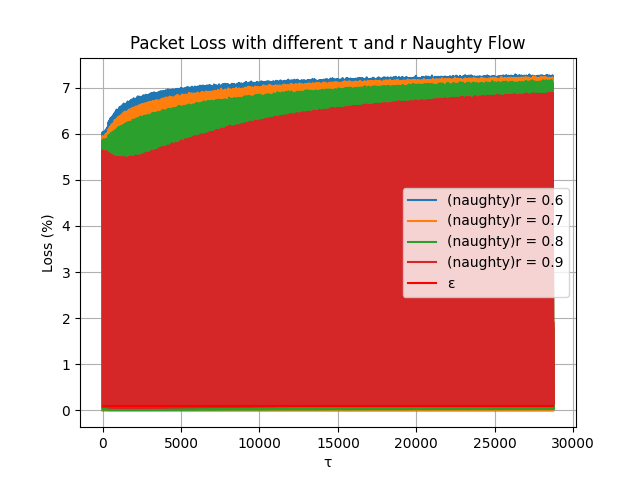 Packet Loss with different τ and r Naughty Flow
Loss (%)
7
6
5
4
3
2
1
0
(naughty)r = 0.6
(naughty)r = 0.7
(naughty)r = 0.8
(naughty)r = 0.9
ε
0
5000
10000
15000
20000
25000
30000
τ